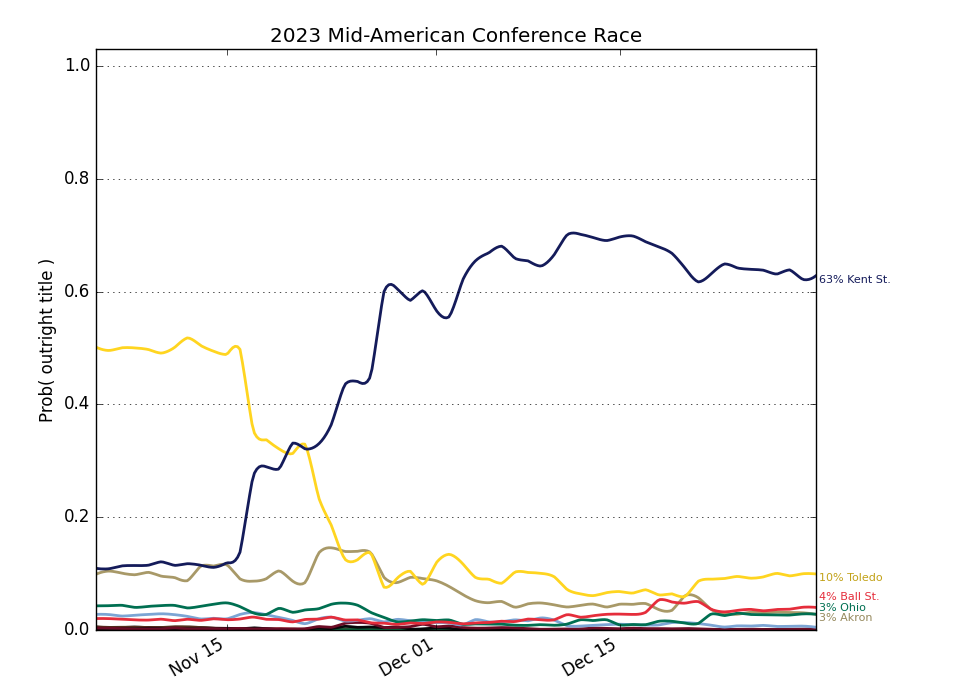 2023 Mid-American Conference Race
1.0
0.8
0.6
0.4
0.2
0.0
Prob( outright title )
63% Kent St.
10% Toledo
4% Ball St.
3% Ohio
3% Akron
Nov 15
Dec 01
Dec 15